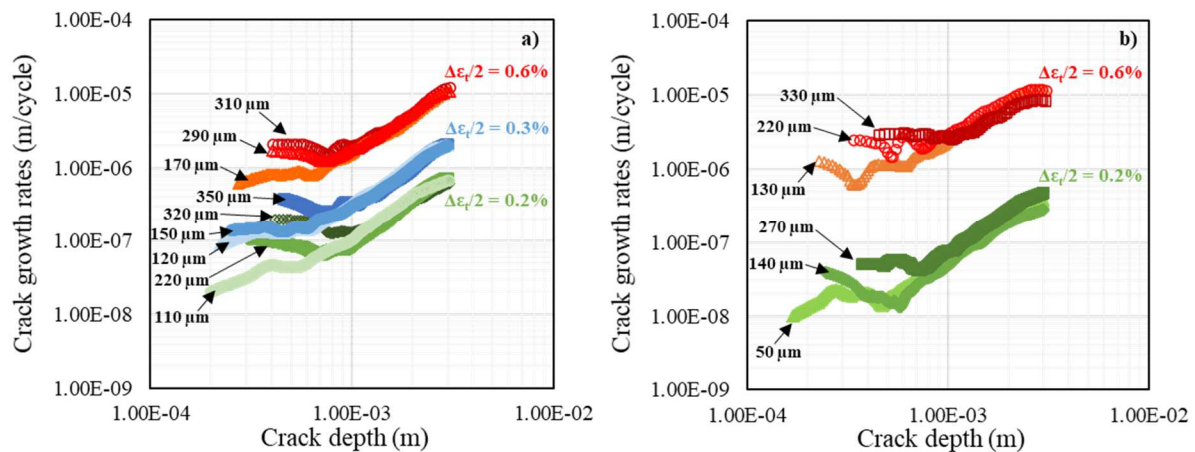 a)
Crack growth rates (m/cycle)
1.00E-04
1.00E-05
1.00E-06
1.00E-07
1.00E-08
1.00E-09
Δεt/2 = 0.6%
310 µm
290 µm
170 µm
Δεt/2 = 0.3%
350 µm
320 µm
Δεt/2 = 0.2%
150 µm
120 µm
220 µm
110 µm
1.00E-04
1.00E-03
1.00E-02
Crack depth (m)
b)
Crack growth rates (m/cycle)
1.00E-04
1.00E-05
1.00E-06
1.00E-07
1.00E-08
1.00E-09
Δεt/2 = 0.6%
330 µm
220 µm
130 µm
Δεt/2 = 0.2%
270 µm
140 µm
50 µm
1.00E-04
1.00E-03
1.00E-02
Crack depth (m)